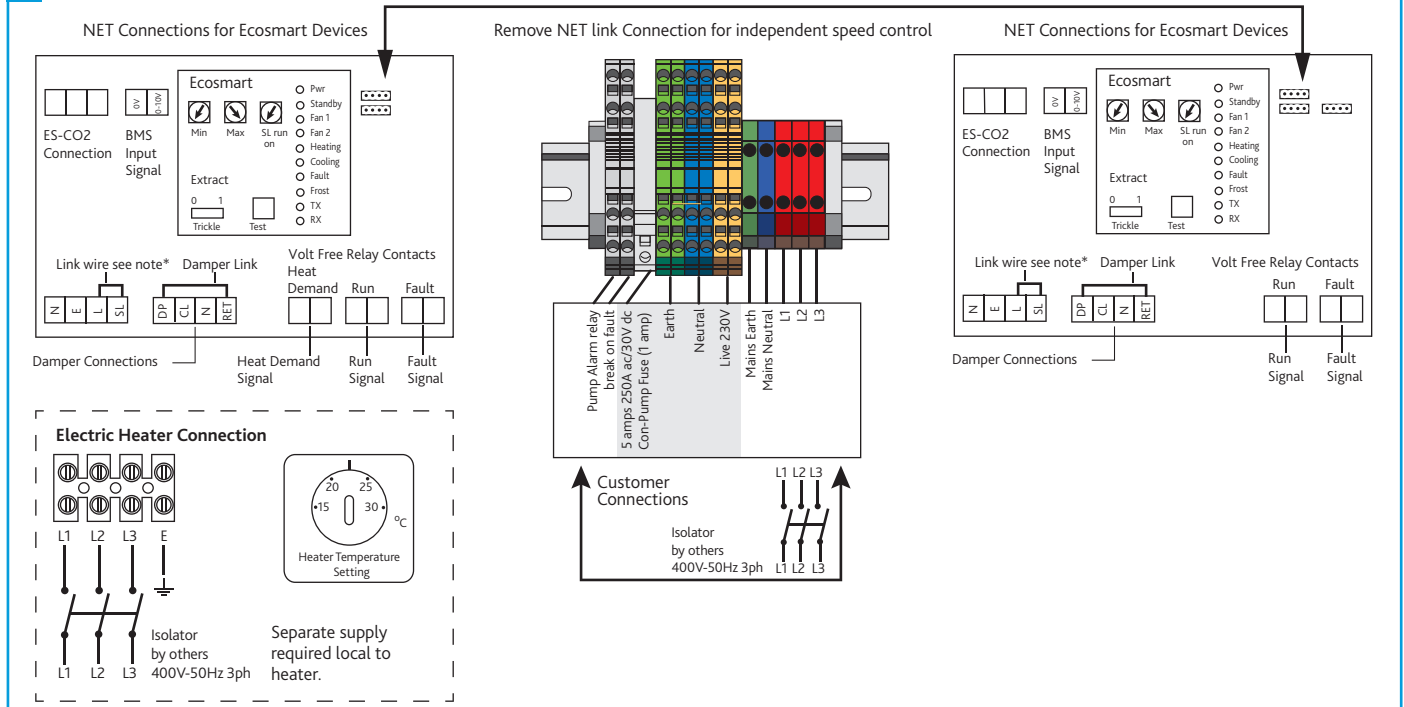 NET Connections for Ecosmart Devices
Ecosmart
Min
Max
SL run
on
Pwr
Standby
Fan 1
Fan 2
Heating
Cooling
Fault
Frost
TX
RX
Extract
0 1
Trickle
Test
ES-CO2
Connection
0V
0-10V
BMS
Input
Signal
Link wire see note*
N
E
L
SL
Damper Link
DP
CL
N
RET
Volt Free Relay Contacts
Heat
Demand
Run
Fault
Damper Connections
Heat Demand
Signal
Run
Signal
Fault
Signal
Remove NET link Connection for independent speed control
Pump Alarm relay
break on fault
5 amps 250A ac/30V dc
Con-Pump Fuse (1 amp)
Earth
Neutral
Live 230V
Mains Earth
Mains Neutral
L1
L2
L3
Customer
Connections
L1 L2 L3
Isolator
by others
400V-50Hz 3ph
L1 L2 L3
NET Connections for Ecosmart Devices
Ecosmart
Min
Max
SL run
on
Pwr
Standby
Fan 1
Fan 2
Heating
Cooling
Fault
Frost
TX
RX
Extract
0 1
Trickle
Test
ES-CO2
Connection
0V
0-10V
BMS
Input
Signal
Link wire see note*
N
E
L
SL
Damper Link
DP
CL
N
RET
Volt Free Relay Contacts
Run
Fault
Damper Connections
Run
Signal
Fault
Signal
Electric Heater Connection
L1 L2 L3 E
20 25
15 30
°C
Heater Temperature
Setting
Isolator
by others
400V-50Hz 3ph
L1 L2 L3
Separate supply
required local to
heater.